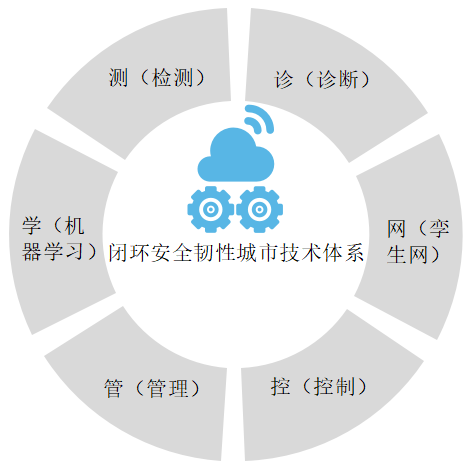 测（检测）
诊（诊断）
学（机
器学习）
网（孪
生网）
闭环安全韧性城市技术体系
管（管理）
控（控制）